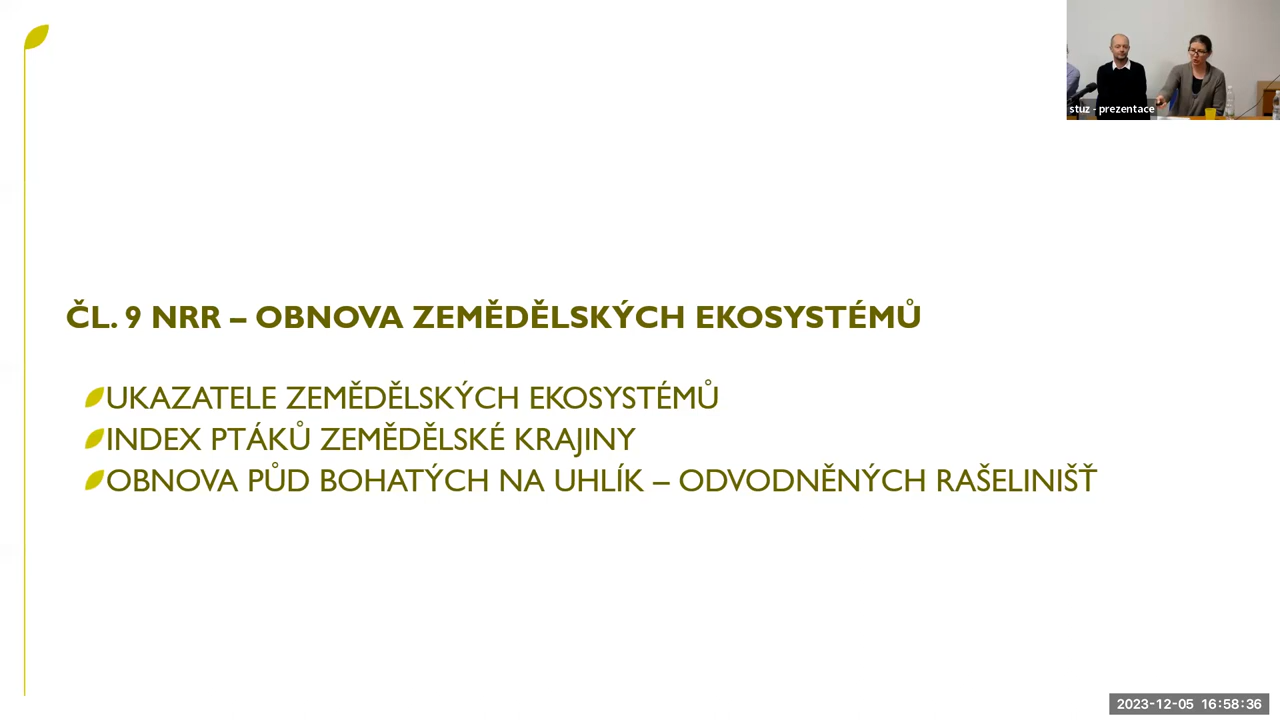 stuz - prezentace
ČL. 9 NRR – OBNOVA ZEMĚDĚLSKÝCH EKOSYSTÉMŮ
UKAZATELE ZEMĚDĚLSKÝCH EKOSYSTÉMŮ
INDEX PTÁKŮ ZEMĚDĚLSKÉ KRAJINY
OBNOVA PŮD BOHATÝCH NA UHLÍK – ODVODNĚNÝCH RAŠELINIŠŤ
2023-12-05 16:58:36